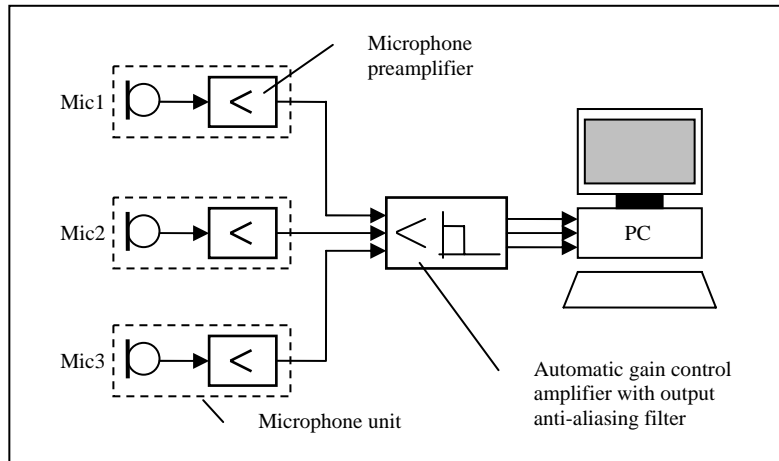 Microphone
preamplifier
Mic1
Mic2
PC
Mic3
Automatic gain control
amplifier with output
anti-aliasing filter
Microphone unit